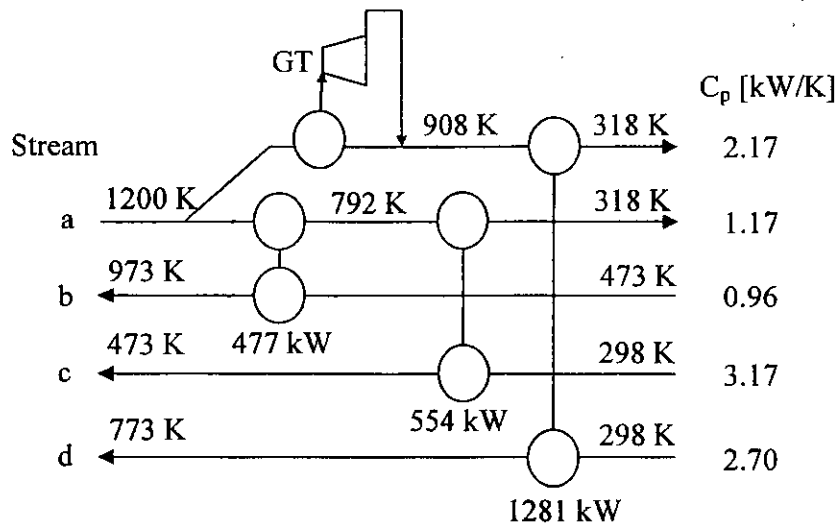 GT
C_p [kW/K]
908 K 318 K
Stream 2.17
1200 K 792 K 318 K
a 1.17
973 K 473 K
b 0.96
477 kW
473 K 298 K
c 3.17
554 kW
773 K 298 K
d 2.70
1281 kW